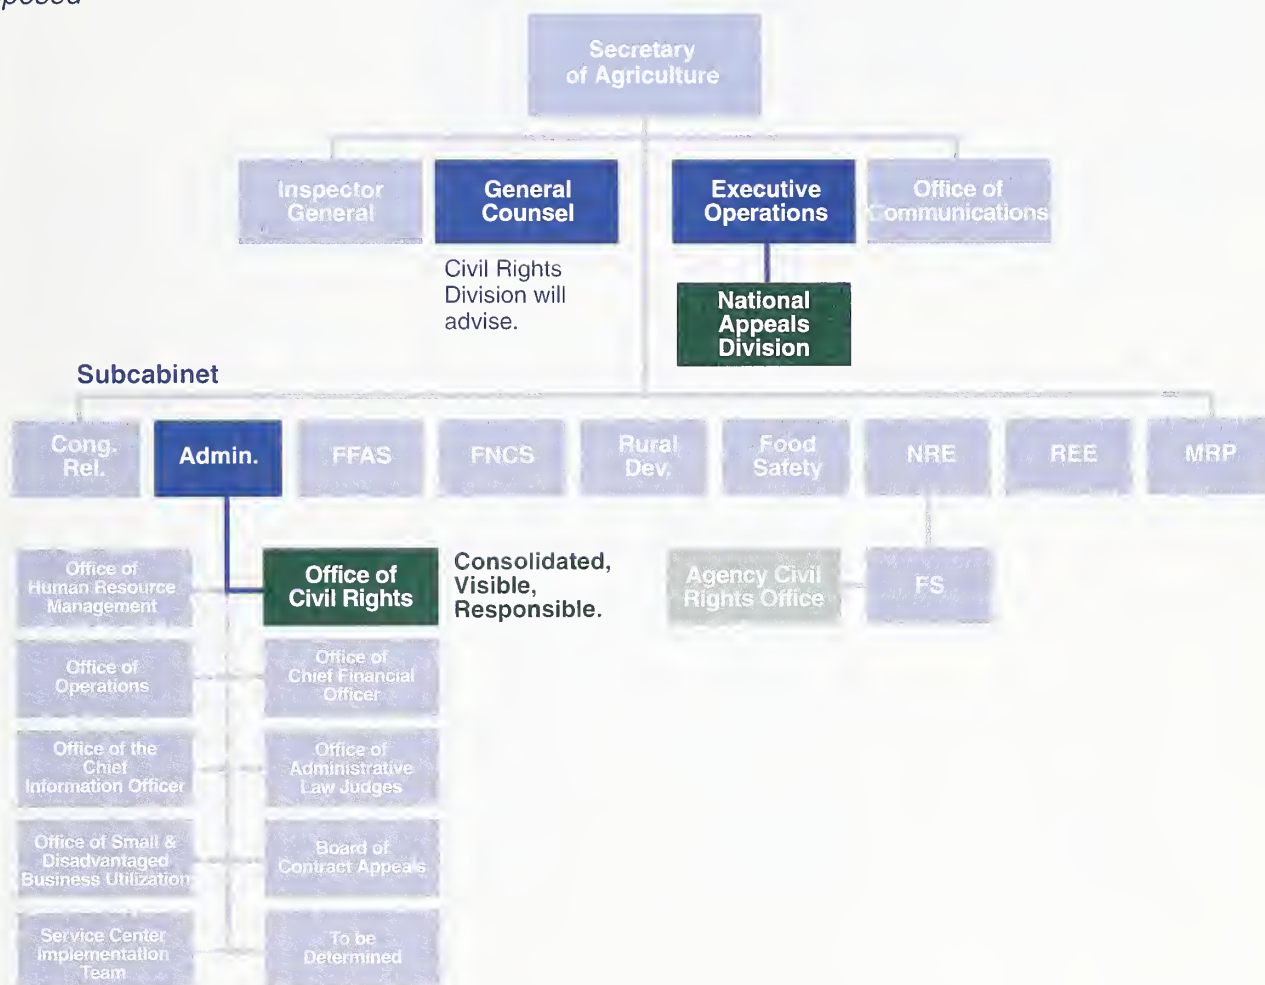 Secretary
of Agriculture
Inspector
General
General
Counsel
Executive
Operations
Office of
Communications
Civil Rights
Division will
advise.
National
Appeals
Division
Subcabinet
Cong.
Rel.
Admin.
FFAS
FNCS
Rural
Dev.
Food
Safety
NRE
REE
MRP
Office of
Human Resource
Management
Office of
Civil Rights
Consolidated,
Visible,
Responsible.
Agency Civil
Rights Office
FS
Office of
Operations
Office of
Chief Financial
Officer
Office of the
Chief
Information Officer
Office of
Administrative
Law Judges
Office of Small &
Disadvantaged
Business Utilization
Board of
Contract Appeals
Service Center
Implementation
Team
To be
Determined